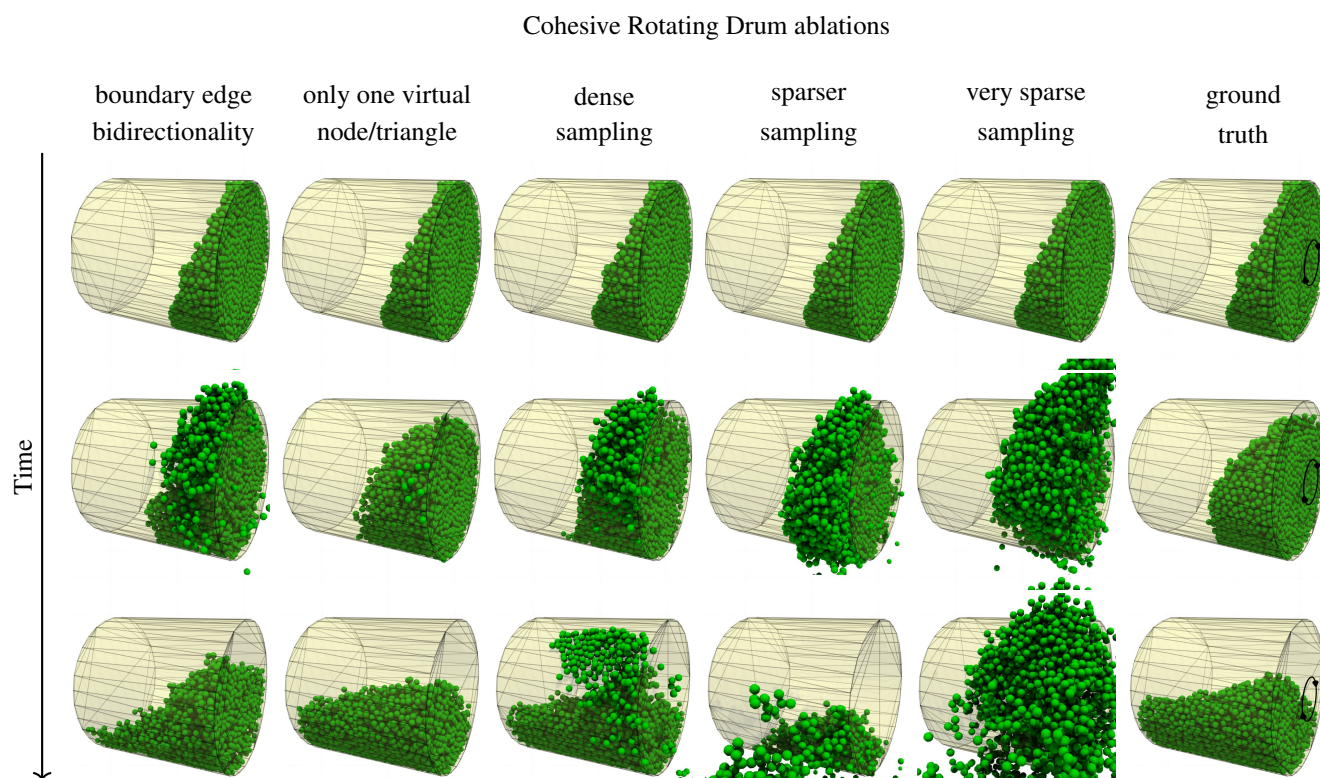 Cohesive Rotating Drum ablations
boundary edge
bidirectionality
only one virtual
node/triangle
dense
sampling
sparser
sampling
very sparse
sampling
ground
truth
Time